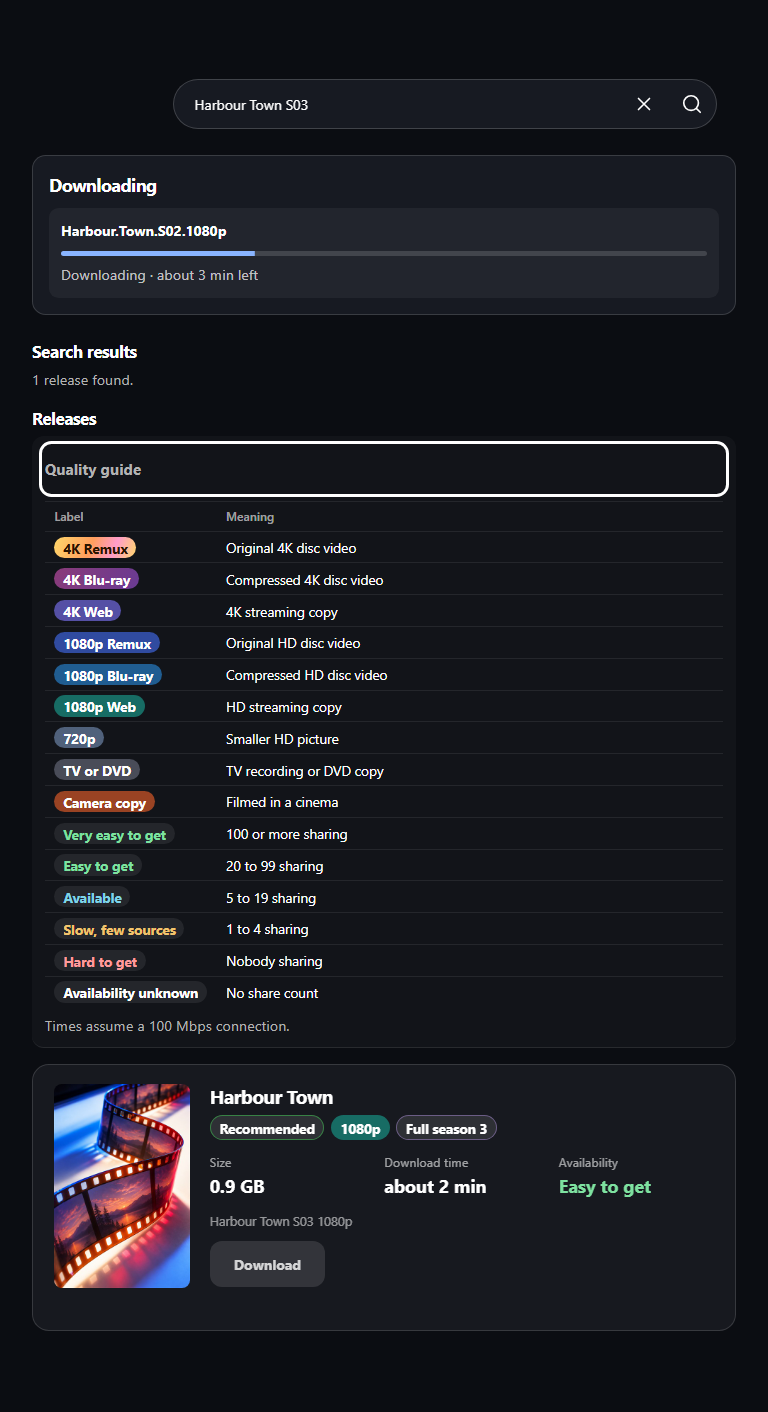 Harbour Town S03
Downloading
Harbour.Town.S02.1080p
Downloading · about 3 min left
Search results
1 release found.
Releases
Quality guide
Label Meaning
4K Remux Original 4K disc video
4K Blu-ray Compressed 4K disc video
4K Web 4K streaming copy
1080p Remux Original HD disc video
1080p Blu-ray Compressed HD disc video
1080p Web HD streaming copy
720p Smaller HD picture
TV or DVD TV recording or DVD copy
Camera copy Filmed in a cinema
Very easy to get 100 or more sharing
Easy to get 20 to 99 sharing
Available 5 to 19 sharing
Slow, few sources 1 to 4 sharing
Hard to get Nobody sharing
Availability unknown No share count
Times assume a 100 Mbps connection.
Harbour Town
Recommended 1080p Full season 3
Size Download time Availability
0.9 GB about 2 min Easy to get
Harbour Town S03 1080p
Download